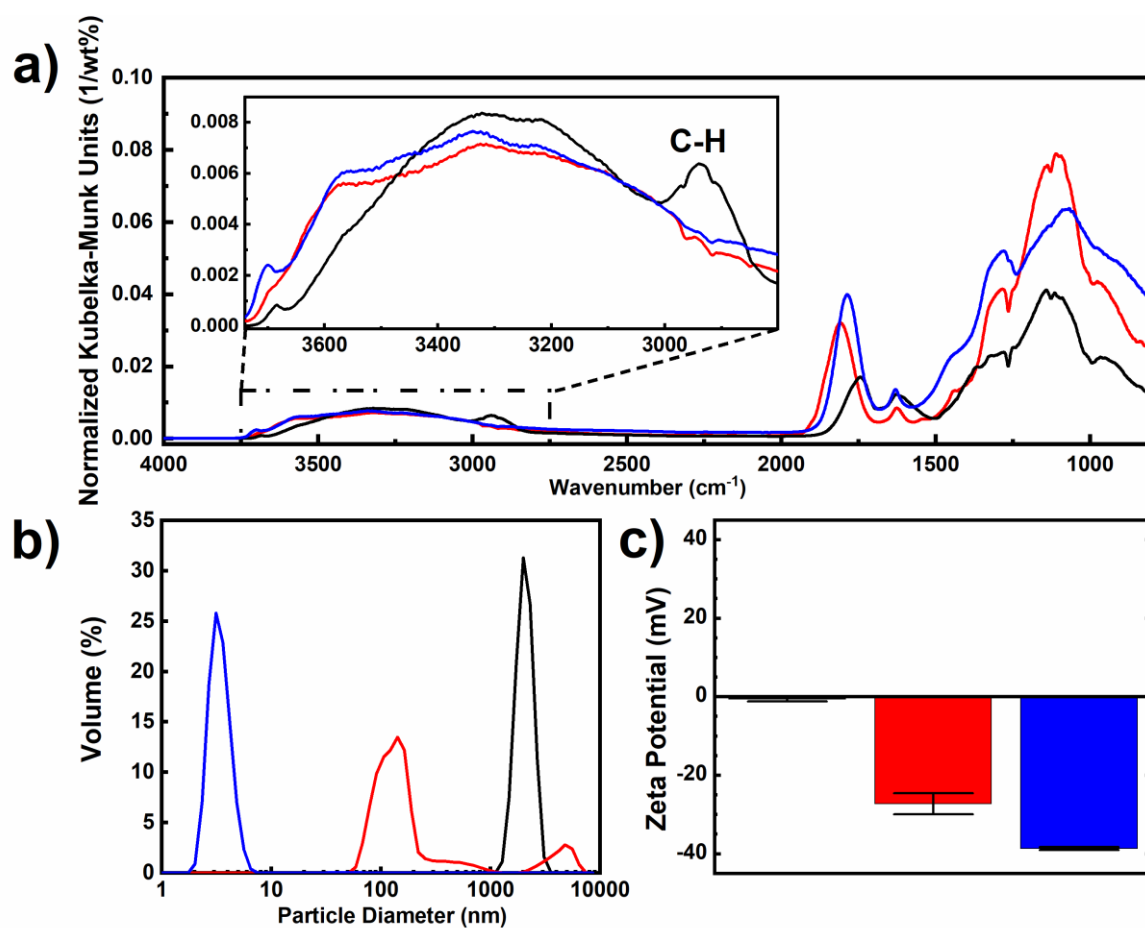 a)
Normalized Kubelka-Munk Units (1/wt%)
0.10
0.08
0.06
0.04
0.02
0.00
0.008
0.006
0.004
0.002
0.000
C-H
3600 3400 3200 3000
4000 3500 3000 2500 2000 1500 1000
Wavenumber (cm-1)
b)
Volume (%)
35
30
25
20
15
10
5
0
1 10 100 1000 10000
Particle Diameter (nm)
c)
Zeta Potential (mV)
40
20
0
-20
-40